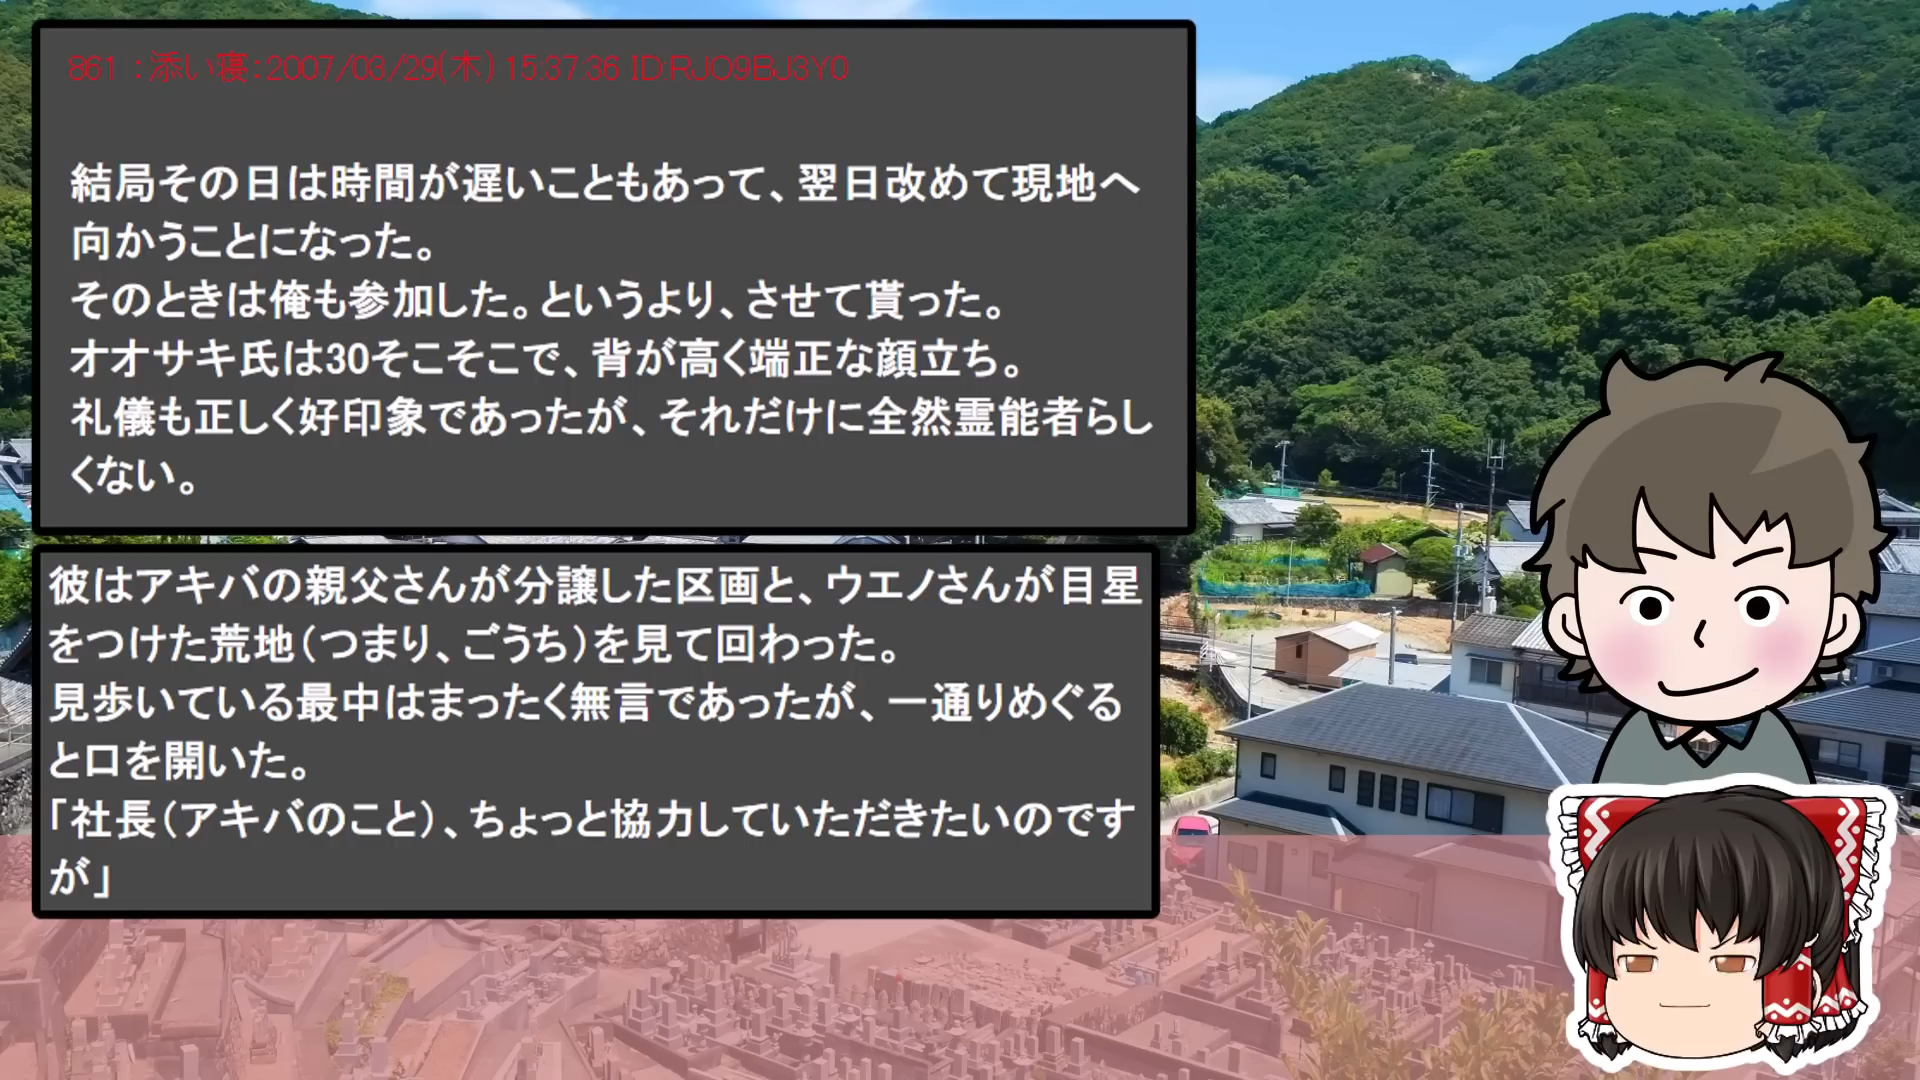 861 : 添い寝: 2007/03/29(木) 15:37:36 ID:RJO9BJ3Y0
結局その日は時間が遅いこともあって、翌日改めて現地へ
向かうことになった。
そのときは俺も参加した。というより、させて貰った。
オオサキ氏は30そこそこで、背が高く端正な顔立ち。
礼儀も正しく好印象であったが、それだけに全然霊能者らし
くない。
彼はアキバの親父さんが分譲した区画と、ウエノさんが目星
をつけた荒地(つまり、ごうち)を見て回わった。
見歩いている最中はまったく無言であったが、一通りめぐる
と口を開いた。
「社長(アキバのこと)、ちょっと協力していただきたいのです
が」